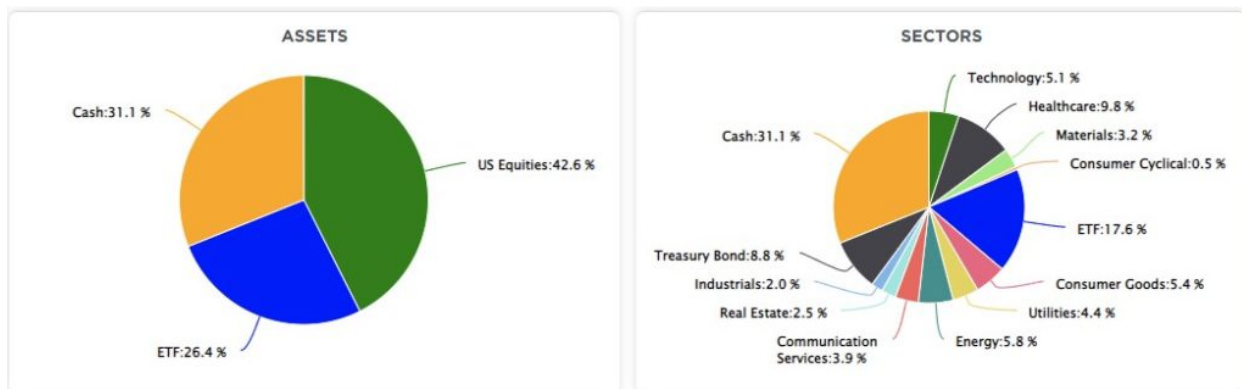 ASSETS
Cash:31.1 %
US Equities:42.6 %
ETF:26.4 %
SECTORS
Technology:5.1 %
Healthcare:9.8 %
Materials:3.2 %
Consumer Cyclical:0.5 %
Cash:31.1 %
ETF:17.6 %
Treasury Bond:8.8 %
Industrials:2.0 %
Consumer Goods:5.4 %
Real Estate:2.5 %
Utilities:4.4 %
Communication
Services:3.9 %
Energy:5.8 %